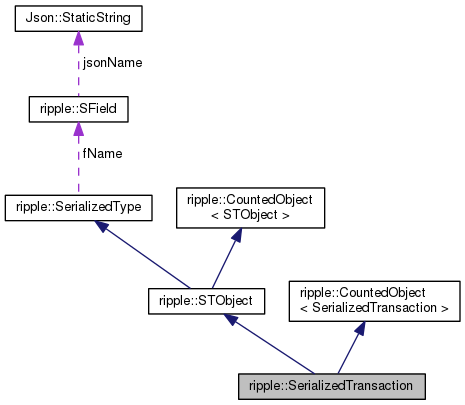 Json::StaticString
jsonName
ripple::SField
fName
ripple::SerializedType
ripple::CountedObject
< STObject >
ripple::STObject
ripple::CountedObject
< SerializedTransaction >
ripple::SerializedTransaction